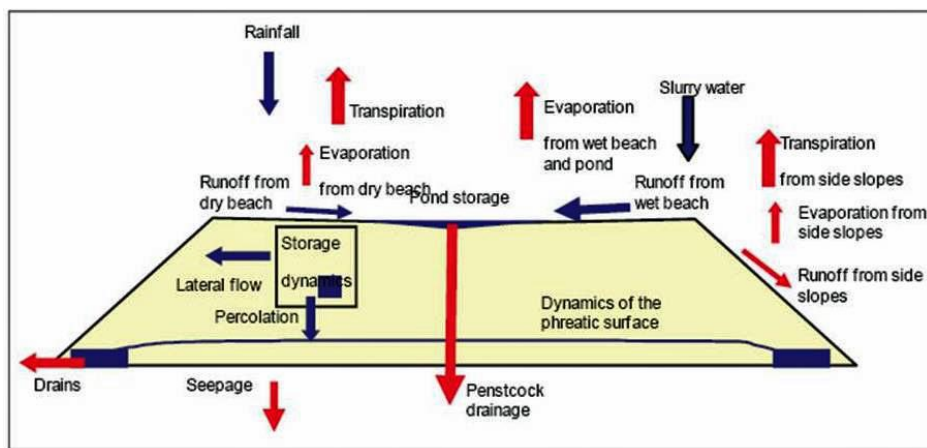 Rainfall
Transpiration
Evaporation
from dry beach
Evaporation
from wet beach
and pond
Slurry water
Transpiration
from side slopes
Evaporation from
side slopes
Runoff from side
slopes
Runoff from
dry beach
Pond storage
Runoff from
wet beach
Storage
dynamics
Lateral flow
Percolation
Dynamics of the
phreatic surface
Drains
Seepage
Penstcock
drainage